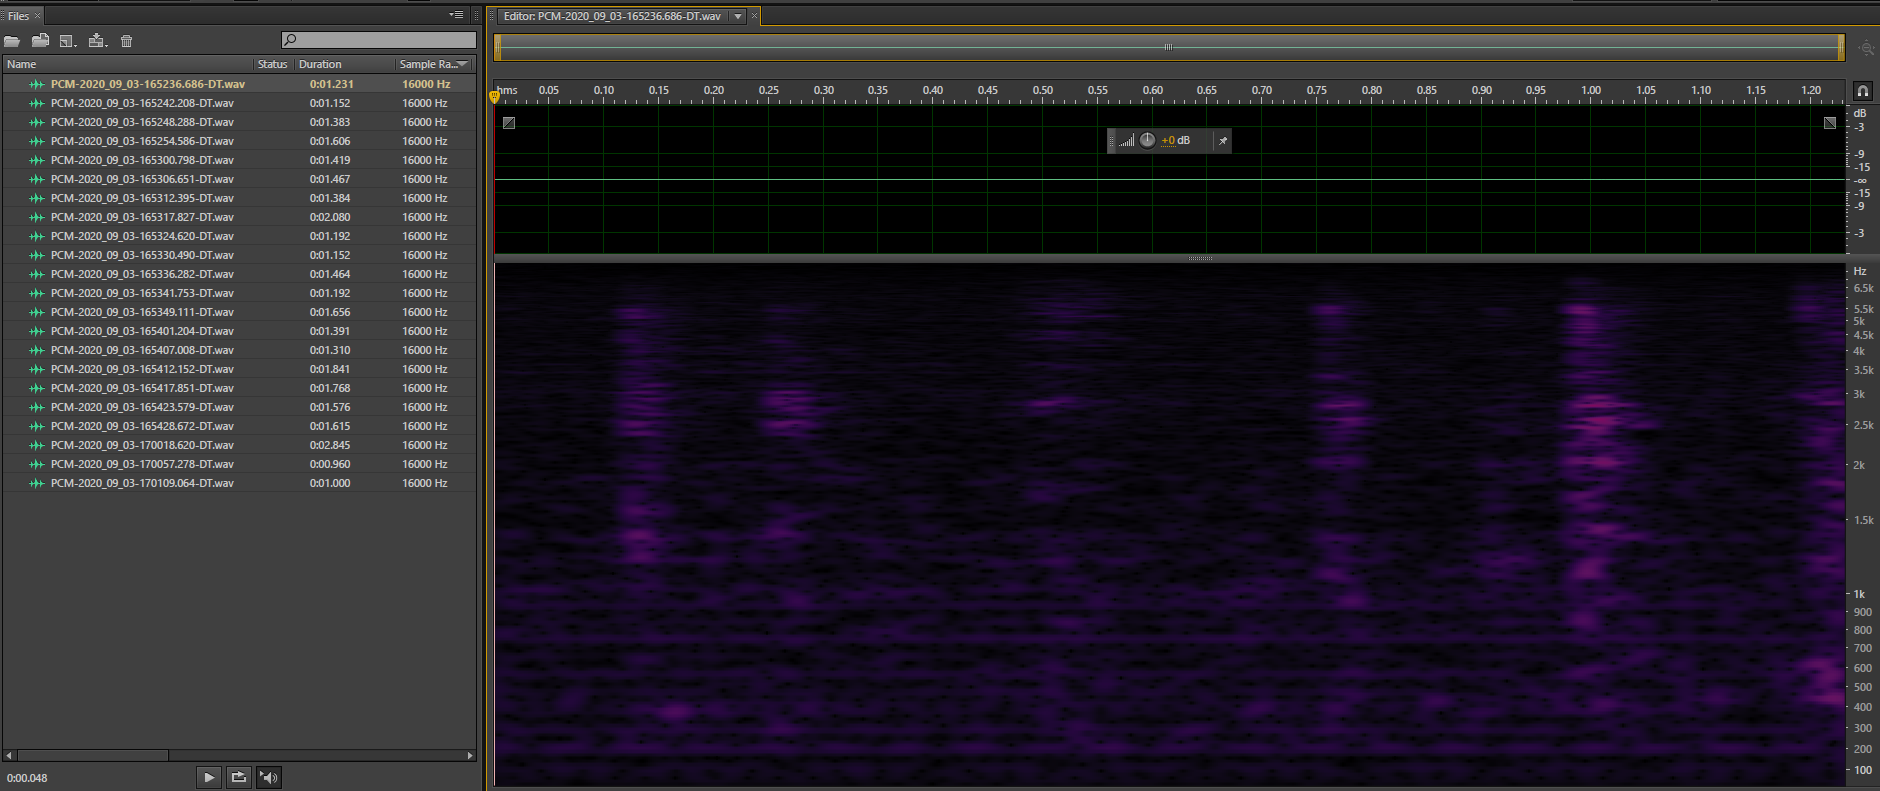 Files ×
Editor: PCM-2020_09_03-165236.686-DT.wav ×
Name Status Duration Sample Ra...
PCM-2020_09_03-165236.686-DT.wav 0:01.231 16000 Hz
PCM-2020_09_03-165242.208-DT.wav 0:01.152 16000 Hz
PCM-2020_09_03-165248.288-DT.wav 0:01.383 16000 Hz
PCM-2020_09_03-165254.586-DT.wav 0:01.606 16000 Hz
PCM-2020_09_03-165300.798-DT.wav 0:01.419 16000 Hz
PCM-2020_09_03-165306.651-DT.wav 0:01.467 16000 Hz
PCM-2020_09_03-165312.395-DT.wav 0:01.384 16000 Hz
PCM-2020_09_03-165317.827-DT.wav 0:02.080 16000 Hz
PCM-2020_09_03-165324.620-DT.wav 0:01.192 16000 Hz
PCM-2020_09_03-165330.490-DT.wav 0:01.152 16000 Hz
PCM-2020_09_03-165336.282-DT.wav 0:01.464 16000 Hz
PCM-2020_09_03-165341.753-DT.wav 0:01.192 16000 Hz
PCM-2020_09_03-165349.111-DT.wav 0:01.656 16000 Hz
PCM-2020_09_03-165401.204-DT.wav 0:01.391 16000 Hz
PCM-2020_09_03-165407.008-DT.wav 0:01.310 16000 Hz
PCM-2020_09_03-165412.152-DT.wav 0:01.841 16000 Hz
PCM-2020_09_03-165417.851-DT.wav 0:01.768 16000 Hz
PCM-2020_09_03-165423.579-DT.wav 0:01.576 16000 Hz
PCM-2020_09_03-165428.672-DT.wav 0:01.615 16000 Hz
PCM-2020_09_03-170018.620-DT.wav 0:02.845 16000 Hz
PCM-2020_09_03-170057.278-DT.wav 0:00.960 16000 Hz
PCM-2020_09_03-170109.064-DT.wav 0:01.000 16000 Hz
0:00.048
hms 0.05 0.10 0.15 0.20 0.25 0.30 0.35 0.40 0.45 0.50 0.55 0.60 0.65 0.70 0.75 0.80 0.85 0.90 0.95 1.00 1.05 1.10 1.15 1.20
+0 dB
dB
-3
-9
-15
-∞
-15
-9
-3
Hz
6.5k
5.5k
5k
4.5k
4k
3.5k
3k
2.5k
2k
1.5k
1k
900
800
700
600
500
400
300
200
100